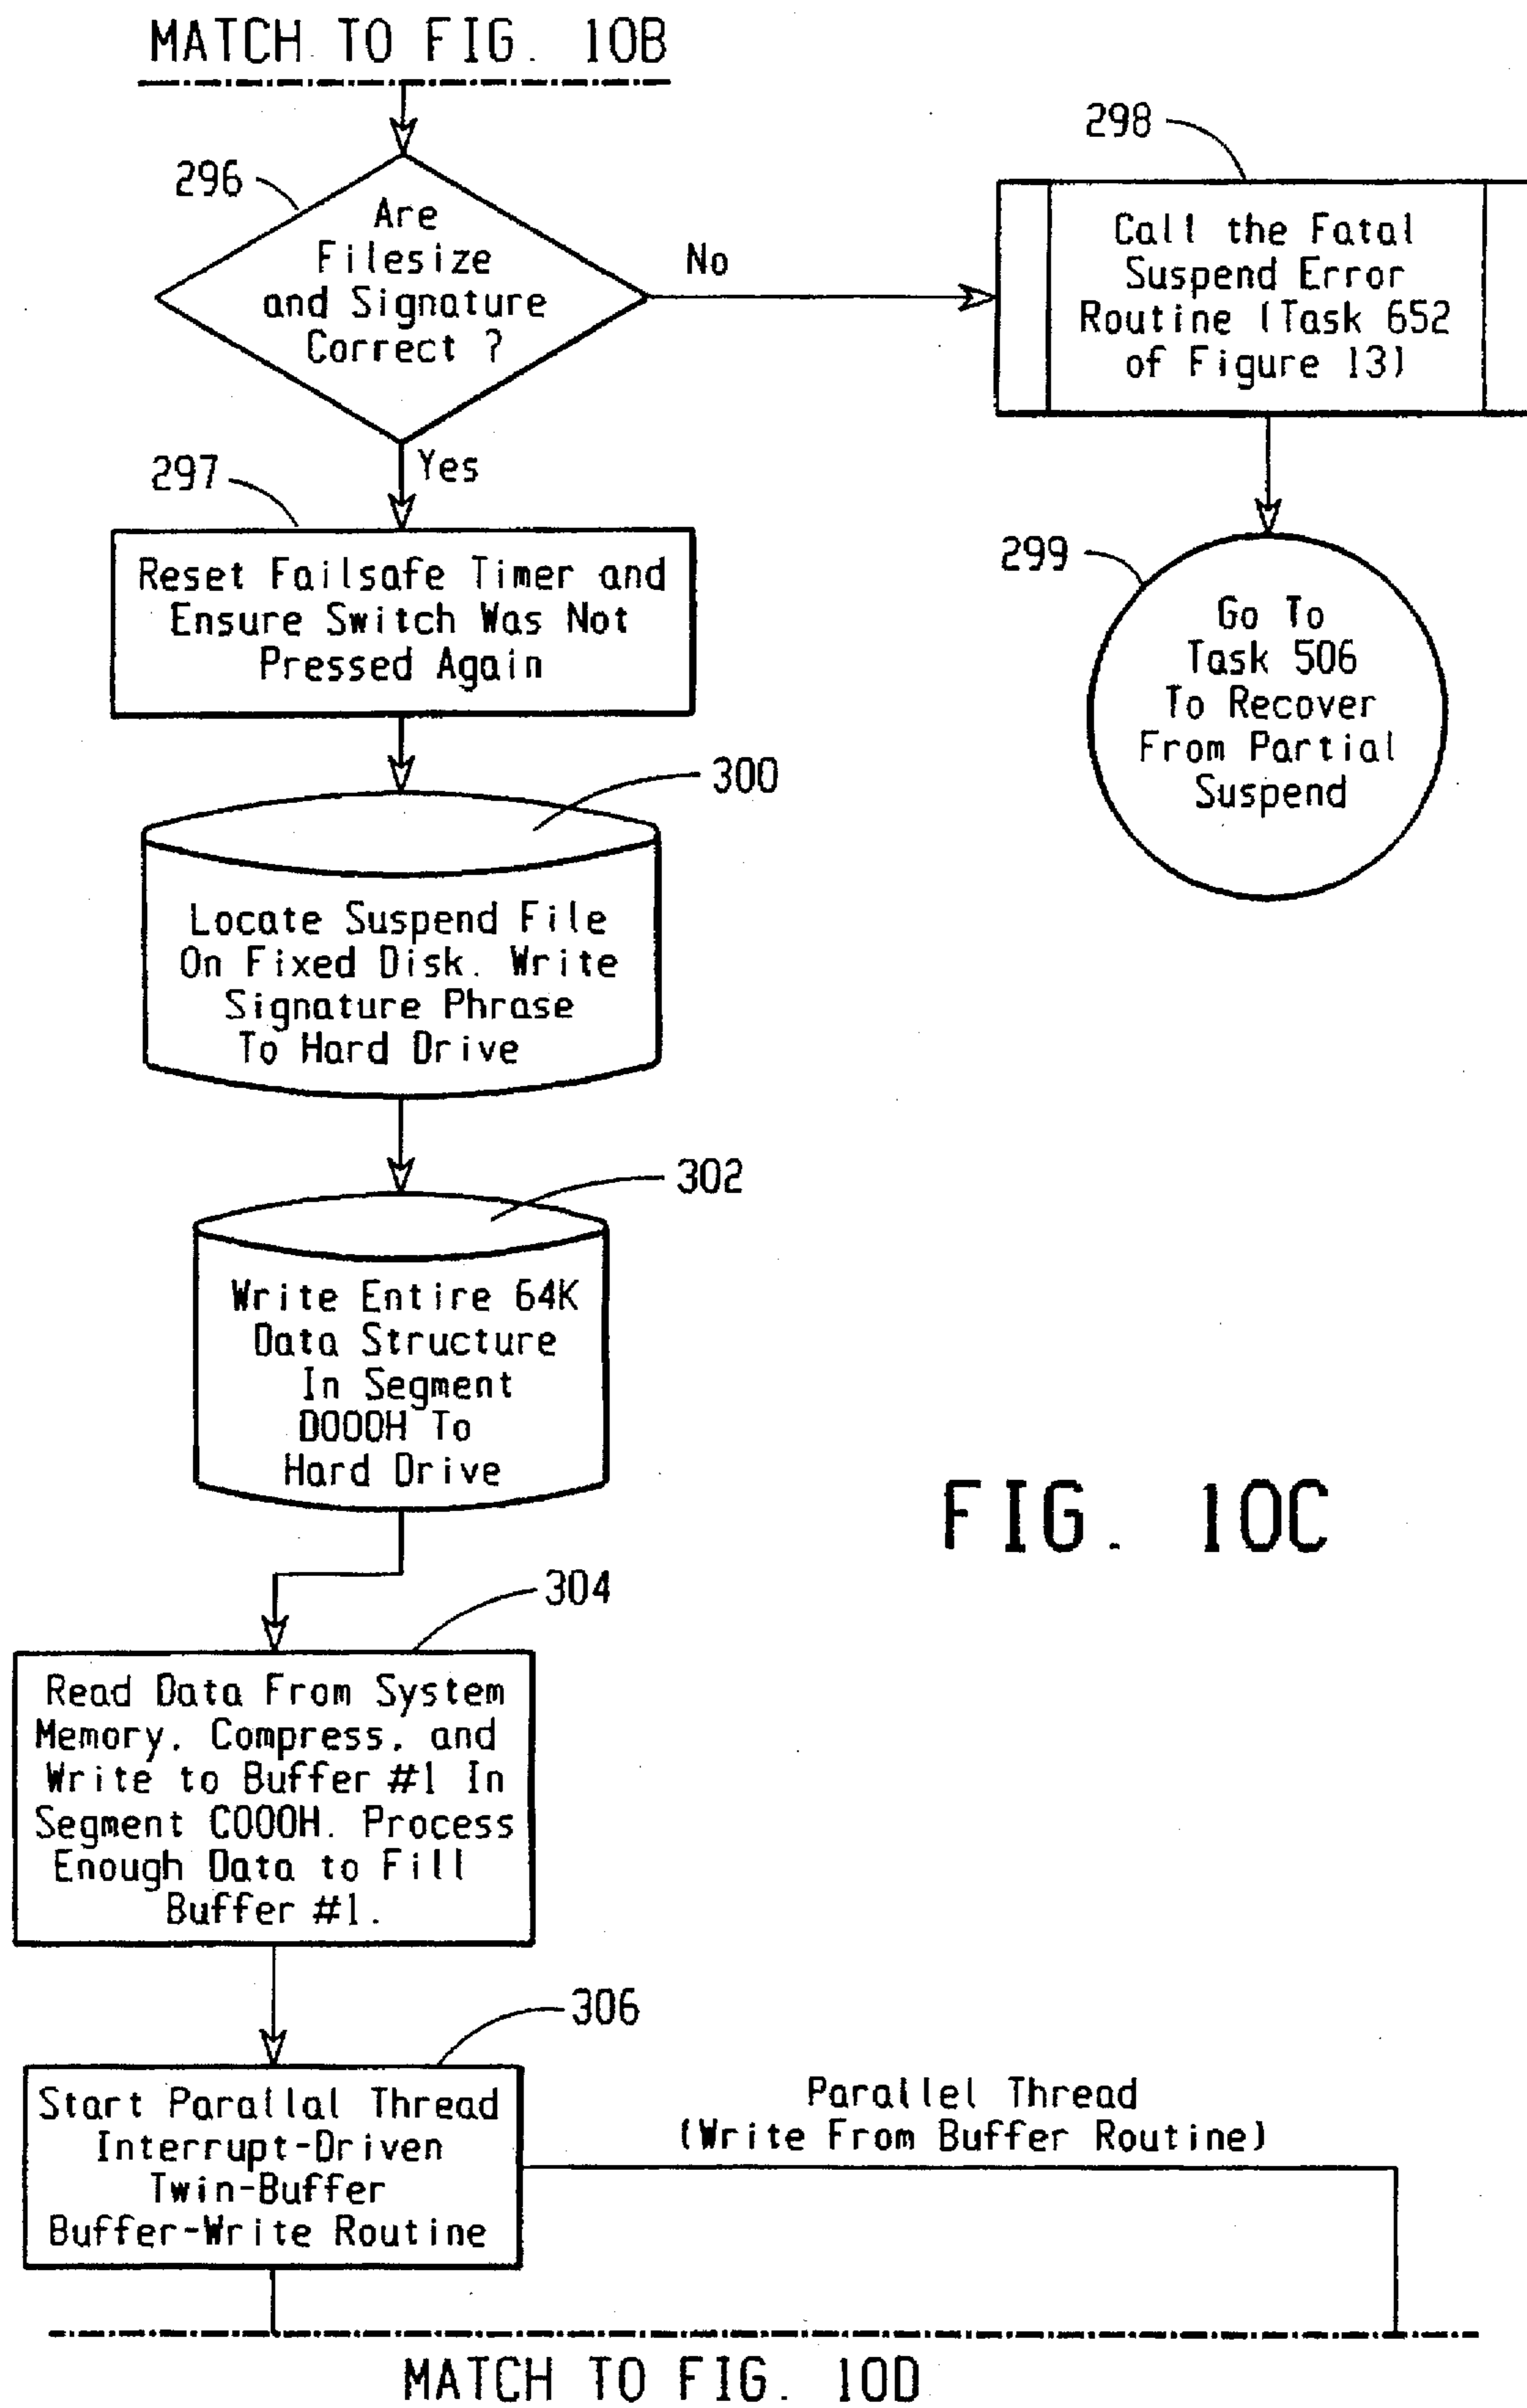 MATCH TO FIG. 10B
296
Are
Filesize
and Signature
Correct ?
No
298
Call the Fatal
Suspend Error
Routine (Task 652
of Figure 13)
Yes
297
Reset Failsafe Timer and
Ensure Switch Was Not
Pressed Again
299
Go To
Task 506
To Recover
From Partial
Suspend
300
Locate Suspend File
On Fixed Disk. Write
Signature Phrase
To Hard Drive
302
Write Entire 64K
Data Structure
In Segment
D000H To
Hard Drive
FIG. 10C
304
Read Data From System
Memory, Compress, and
Write to Buffer #1 In
Segment C000H. Process
Enough Data to Fill
Buffer #1.
306
Start Parallal Thread
Interrupt-Driven
Twin-Buffer
Buffer-Write Routine
Parallel Thread
(Write From Buffer Routine)
MATCH TO FIG. 10D